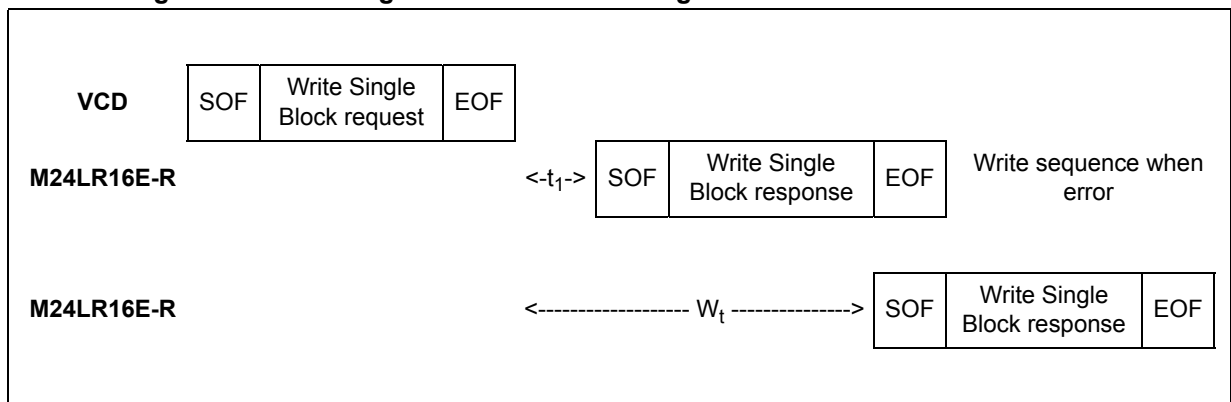 VCD SOF Write Single Block request EOF
M24LR16E-R <-t1-> SOF Write Single Block response EOF Write sequence when error
M24LR16E-R <------------------- Wt ---------------> SOF Write Single Block response EOF